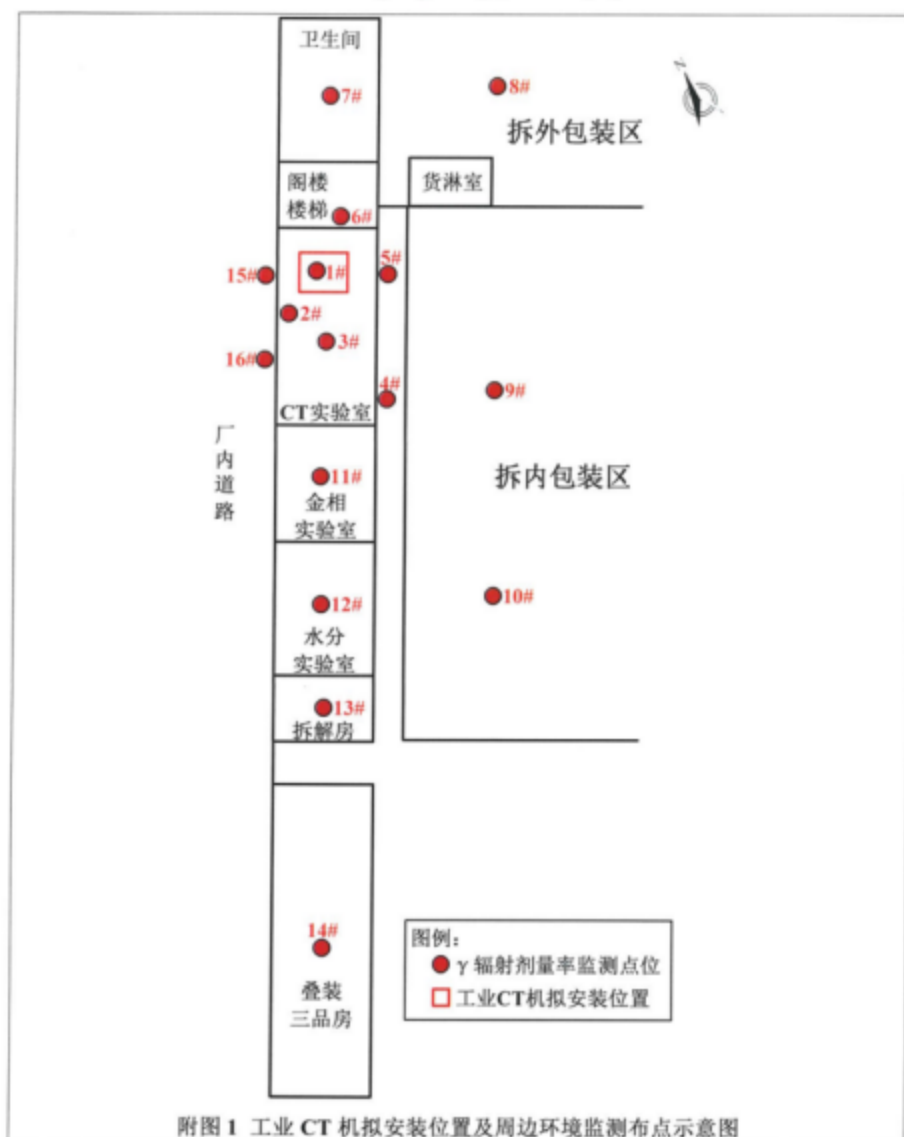 卫生间
7#
8#
N
拆外包装区
阁楼
楼梯
6#
货淋室
15#
1#
5#
2#
3#
16#
4#
9#
CT实验室
厂内道路
11#
金相
实验室
拆内包装区
12#
水分
实验室
10#
13#
拆解房
14#
叠装
三品房
图例：
γ 辐射剂量率监测点位
工业CT机拟安装位置
附图 1 工业 CT 机拟安装位置及周边环境监测布点示意图